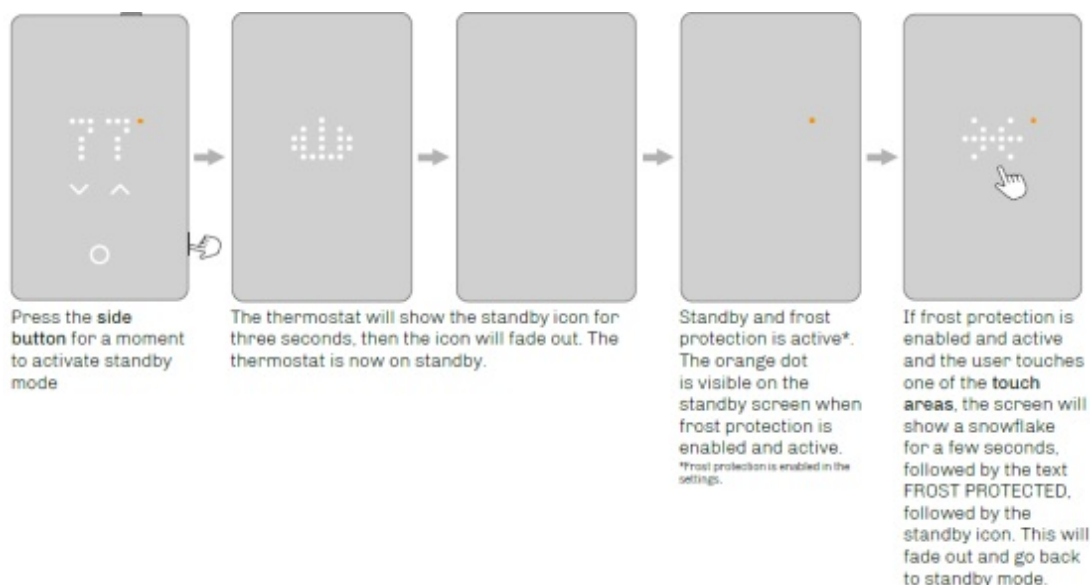 77
Press the side
button for a moment
to activate standby
mode
The thermostat will show the standby icon for
three seconds, then the icon will fade out. The
thermostat is now on standby.
Standby and frost
protection is active*.
The orange dot
is visible on the
standby screen when
frost protection is
enabled and active.
*Frost protection is enabled in the
settings.
If frost protection is
enabled and active
and the user touches
one of the touch
areas, the screen will
show a snowflake
for a few seconds,
followed by the text
FROST PROTECTED,
followed by the
standby icon. This will
fade out and go back
to standby mode.